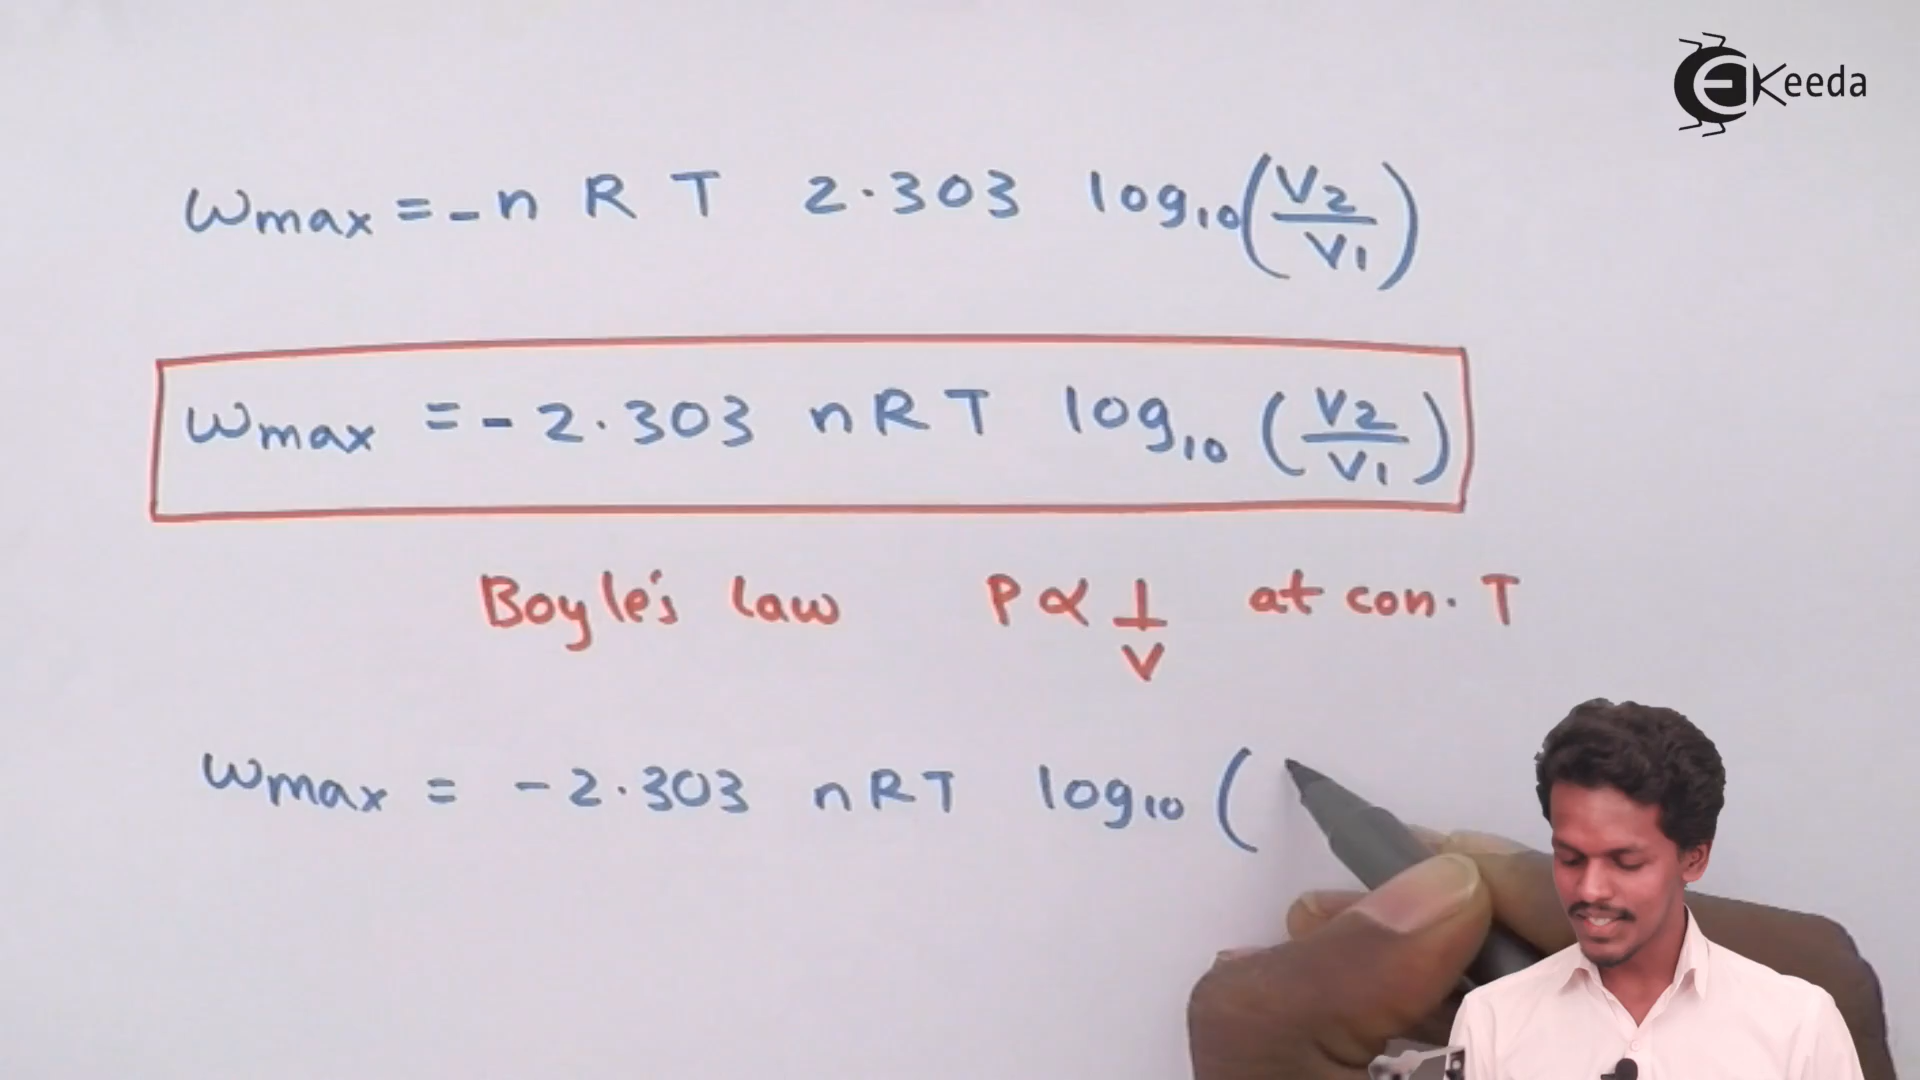 EKeeda
Wmax = - n R T 2.303 log₁₀ (V₂/V₁)
Wmax = - 2.303 nRT log₁₀ (V₂/V₁)
Boyle's law P ∝ 1/V at con. T
Wmax = - 2.303 nRT log₁₀ (